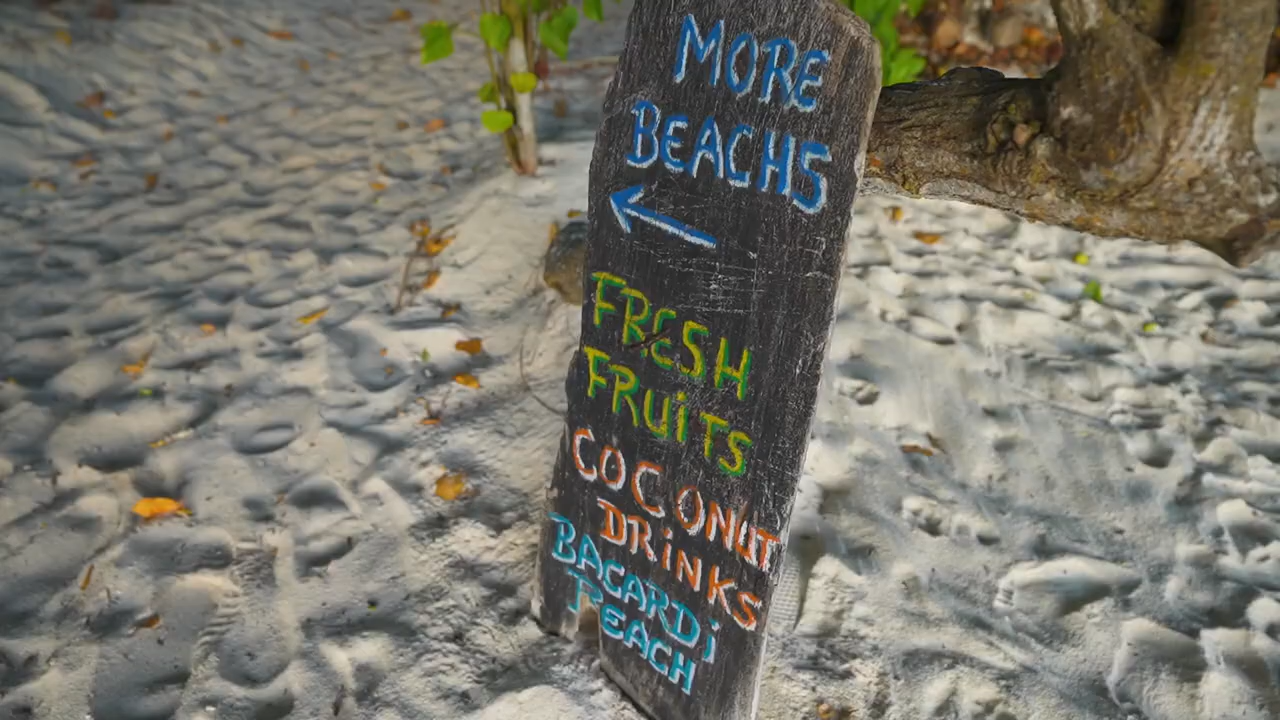 MORE
BEACHS
←
FRESH
FRUiTS
COCONUT
DRiNKS
BACARDi
BEACH